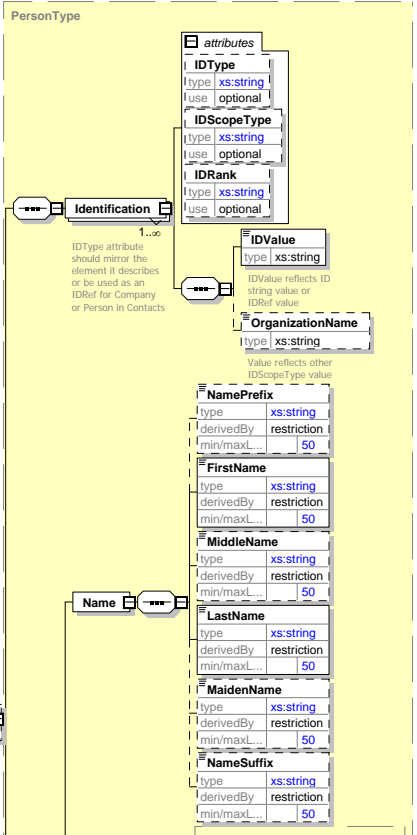 PersonType
attributes
IDType
type xs:string
use optional
IDScopeType
type xs:string
use optional
IDRank
type xs:string
use optional
Identification
1..∞
IDType attribute
should mirror the
element it describes
or be used as an
IDRef for Company
or Person in Contacts
IDValue
type xs:string
IDValue reflects ID
string value or
IDRef value
OrganizationName
type xs:string
Value reflects other
IDScopeType value
NamePrefix
type xs:string
derivedBy restriction
min/maxL... 50
FirstName
type xs:string
derivedBy restriction
min/maxL... 50
MiddleName
type xs:string
derivedBy restriction
min/maxL... 50
Name
LastName
type xs:string
derivedBy restriction
min/maxL... 50
MaidenName
type xs:string
derivedBy restriction
min/maxL... 50
NameSuffix
type xs:string
derivedBy restriction
min/maxL... 50